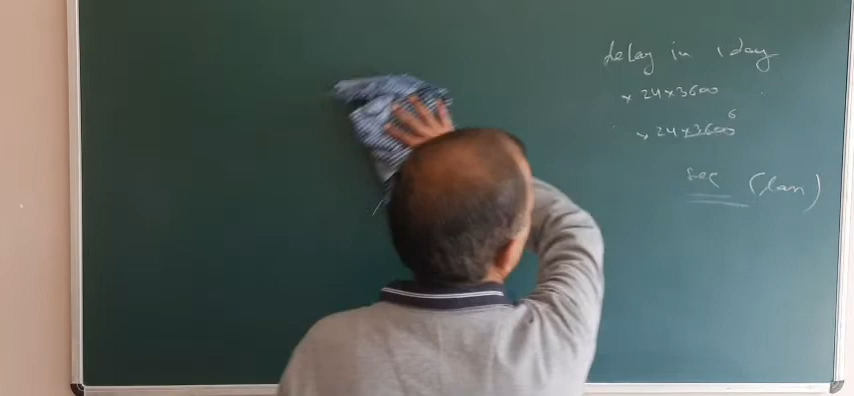 delay in 1 day
× 24×3600
× 24×3600 6
sec (lan)